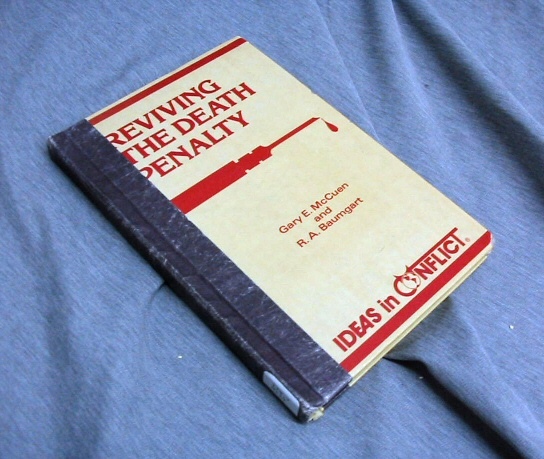 REVIVING
THE DEATH
PENALTY
Gary E. McCuen
and
R. A. Baumgart
IDEAS in CONFLICT®